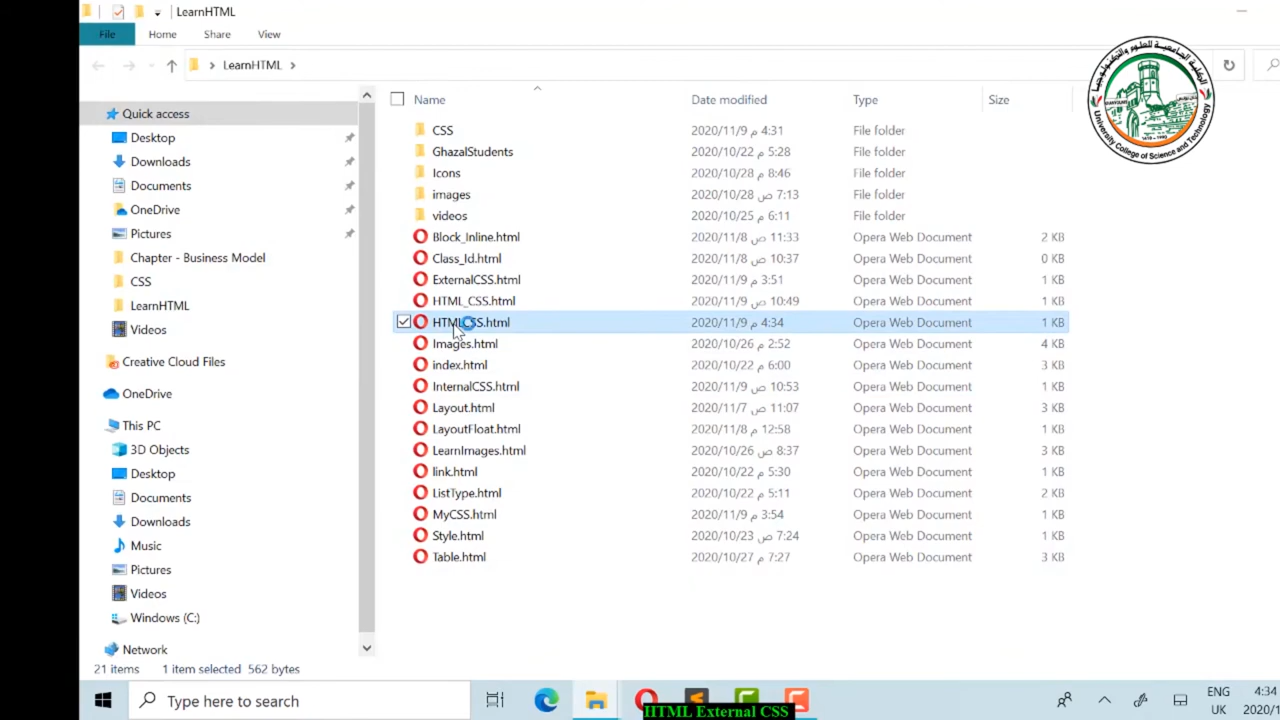 LearnHTML
File Home Share View
LearnHTML
Name Date modified Type Size
Quick access
Desktop
Downloads
Documents
OneDrive
Pictures
Chapter - Business Model
CSS
LearnHTML
Videos
Creative Cloud Files
OneDrive
This PC
3D Objects
Desktop
Documents
Downloads
Music
Pictures
Videos
Windows (C:)
Network
CSS 2020/11/9 م 4:31 File folder
GhazalStudents 2020/10/22 م 5:28 File folder
Icons 2020/10/28 م 8:46 File folder
images 2020/10/28 ص 7:13 File folder
videos 2020/10/25 م 6:11 File folder
Block_Inline.html 2020/11/8 ص 11:33 Opera Web Document 2 KB
Class_Id.html 2020/11/8 ص 10:37 Opera Web Document 0 KB
ExternalCSS.html 2020/11/9 م 3:51 Opera Web Document 1 KB
HTML_CSS.html 2020/11/9 ص 10:49 Opera Web Document 1 KB
HTMLCSS.html 2020/11/9 م 4:34 Opera Web Document 1 KB
Images.html 2020/10/26 م 2:52 Opera Web Document 4 KB
index.html 2020/10/22 م 6:00 Opera Web Document 3 KB
InternalCSS.html 2020/11/9 ص 10:53 Opera Web Document 1 KB
Layout.html 2020/11/7 ص 11:07 Opera Web Document 3 KB
LayoutFloat.html 2020/11/8 م 12:58 Opera Web Document 3 KB
LearnImages.html 2020/10/26 ص 8:37 Opera Web Document 3 KB
link.html 2020/10/22 م 5:30 Opera Web Document 1 KB
ListType.html 2020/10/22 م 5:11 Opera Web Document 2 KB
MyCSS.html 2020/11/9 م 3:54 Opera Web Document 1 KB
Style.html 2020/10/23 ص 7:24 Opera Web Document 1 KB
Table.html 2020/10/27 م 7:27 Opera Web Document 3 KB
الكلية الجامعية للعلوم والتكنولوجيا
University College of Science and Technology
21 items 1 item selected 562 bytes
Type here to search
ENG
UK
4:34
2020/1
HTML External CSS